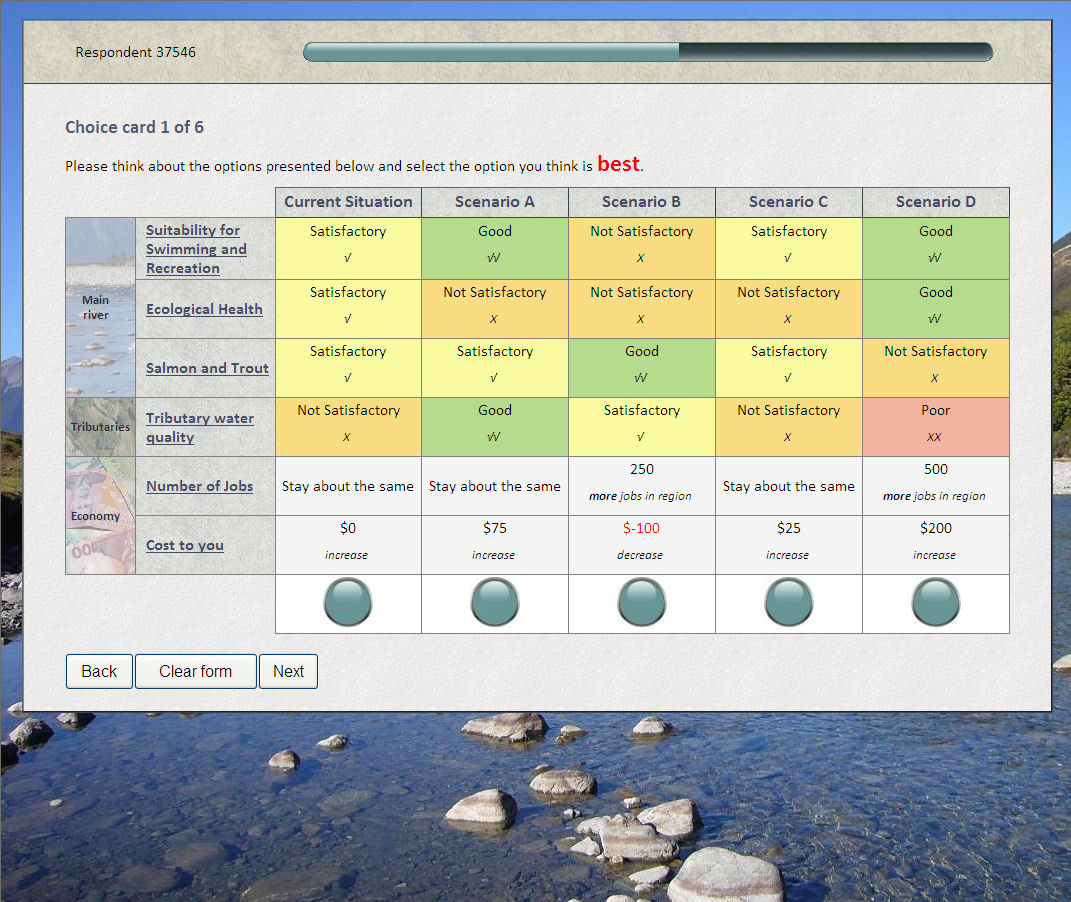 Respondent 37546
Choice card 1 of 6
Please think about the options presented below and select the option you think is best.
Current Situation Scenario A Scenario B Scenario C Scenario D
Main
river
Suitability for
Swimming and
Recreation
Satisfactory Good Not Satisfactory Satisfactory Good
√ √√ X √ √√
Ecological Health
Satisfactory Not Satisfactory Not Satisfactory Not Satisfactory Good
√ X X X √√
Salmon and Trout
Satisfactory Satisfactory Good Satisfactory Not Satisfactory
√ √ √√ √ X
Tributaries
Tributary water
quality
Not Satisfactory Good Satisfactory Not Satisfactory Poor
X √√ √ X XX
Economy
Number of Jobs
Stay about the same Stay about the same 250 Stay about the same 500
more jobs in region more jobs in region
Cost to you
$0 $75 $-100 $25 $200
increase increase decrease increase increase
Back Clear form Next